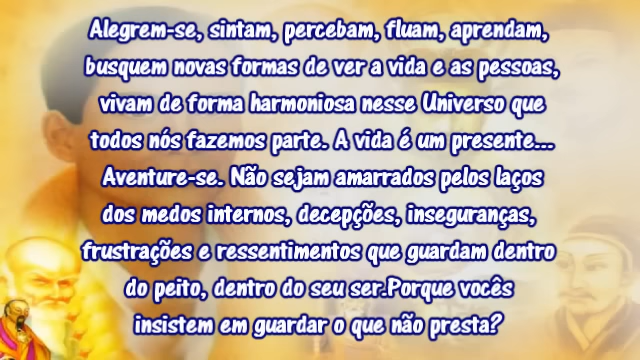 Alegrem-se, sintam, percebam, fluam, aprendam,
busquem novas formas de ver a vida e as pessoas,
vivam de forma harmoniosa nesse Universo que
todos nós fazemos parte. A vida é um presente...
Aventure-se. Não sejam amarrados pelos laços
dos medos internos, decepções, inseguranças,
frustrações e ressentimentos que guardam dentro
do peito, dentro do seu ser.Porque vocês
insistem em guardar o que não presta?